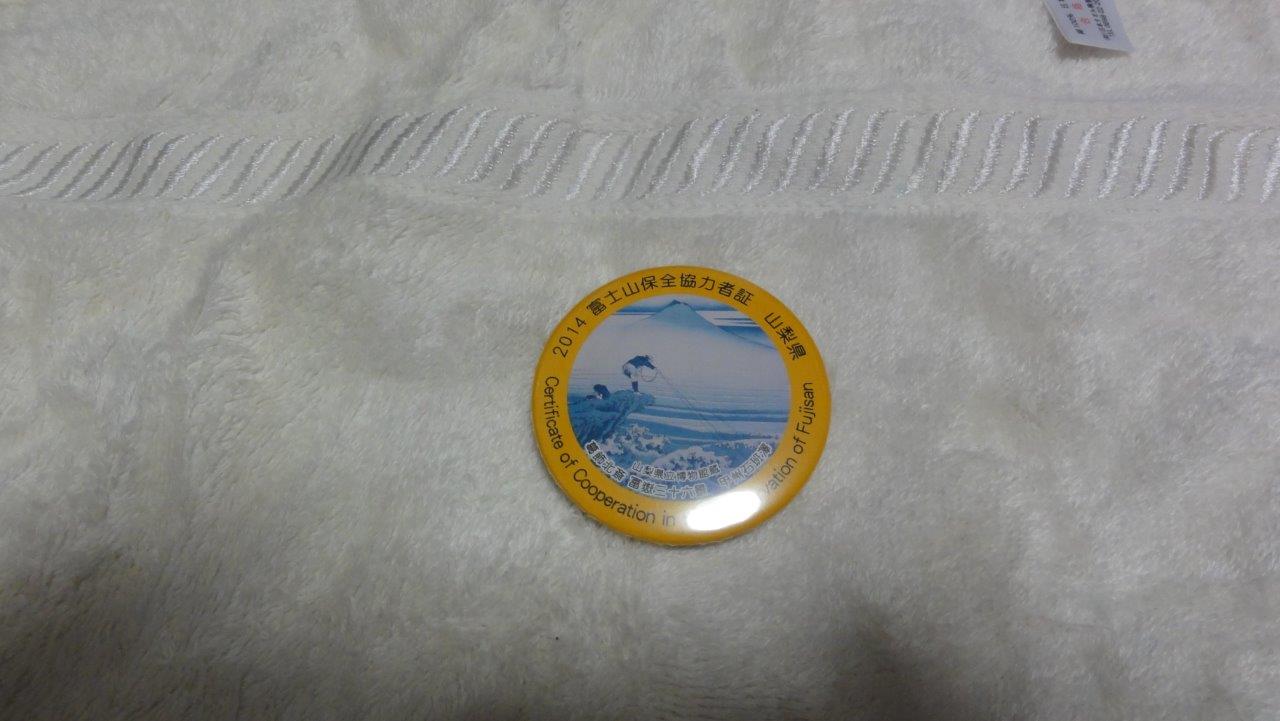 2014 富士山保全協力者証 山梨県
山梨県立博物館蔵
葛飾北斎 富嶽三十六景 甲州石班澤
Certificate of Cooperation in vation of Fujisan